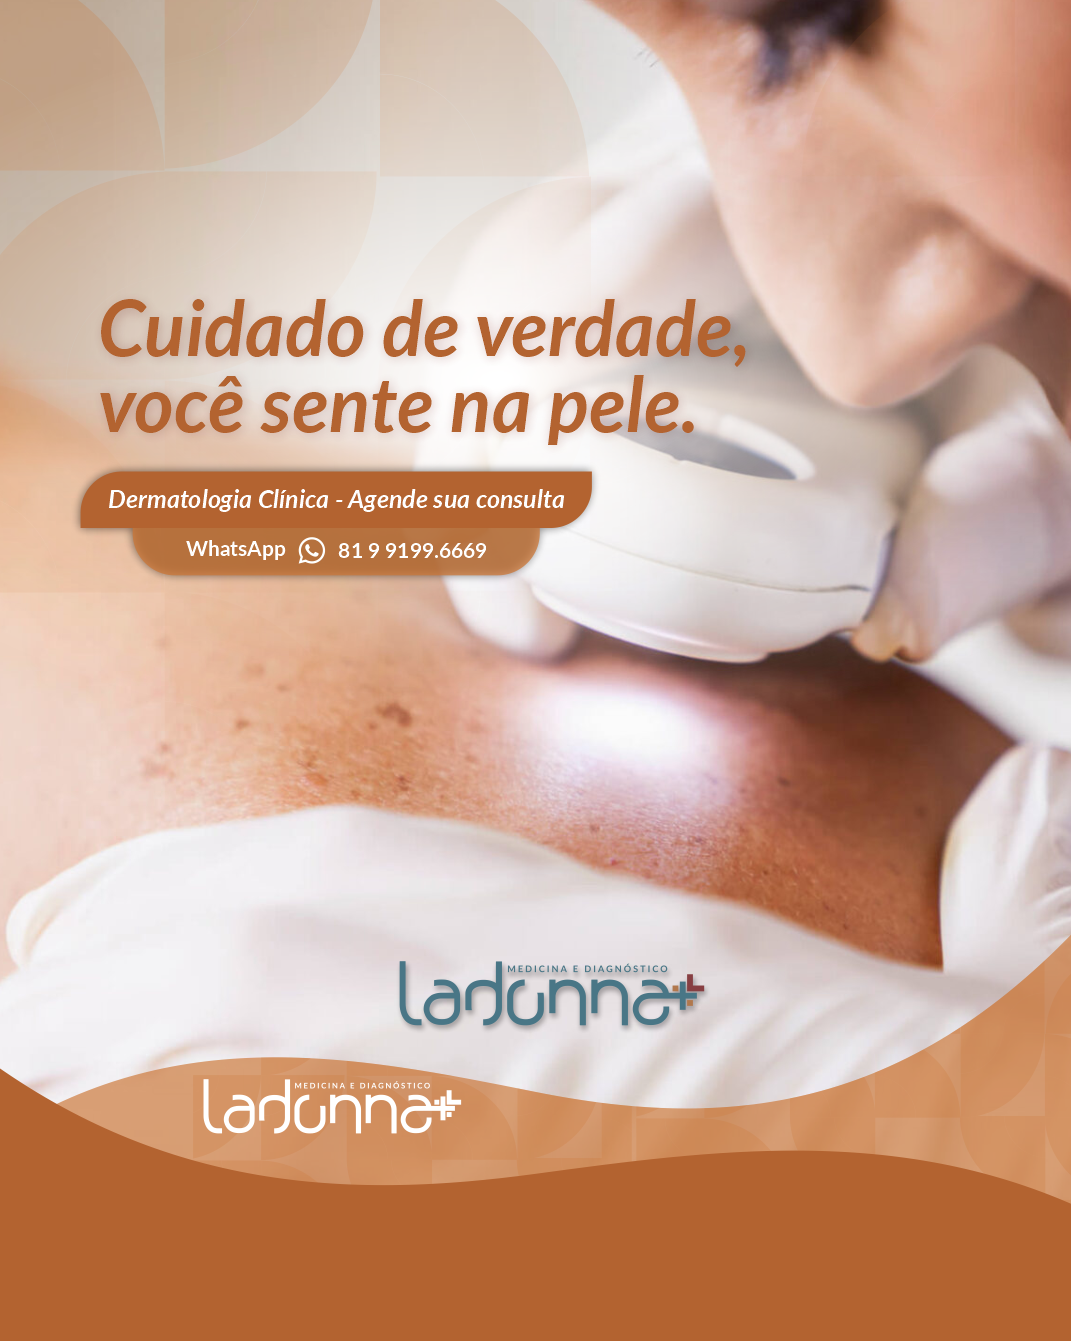 Cuidado de verdade,
você sente na pele.
Dermatologia Clínica - Agende sua consulta
WhatsApp 81 9 9199.6669
MEDICINA E DIAGNÓSTICO
Ladonna
MEDICINA E DIAGNÓSTICO
Ladonna